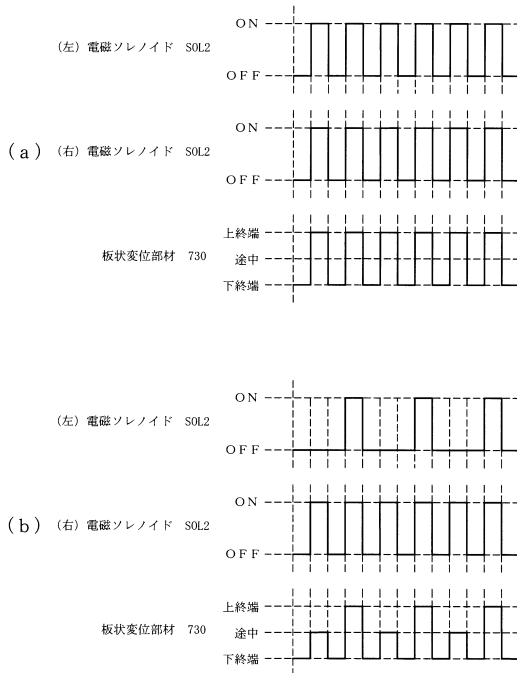 ON
(左) 電磁ソレノイド SOL2
OFF
ON
(a) (右) 電磁ソレノイド SOL2
OFF
上終端
板状変位部材 730 途中
下終端
ON
(左) 電磁ソレノイド SOL2
OFF
ON
(b) (右) 電磁ソレノイド SOL2
OFF
上終端
板状変位部材 730 途中
下終端